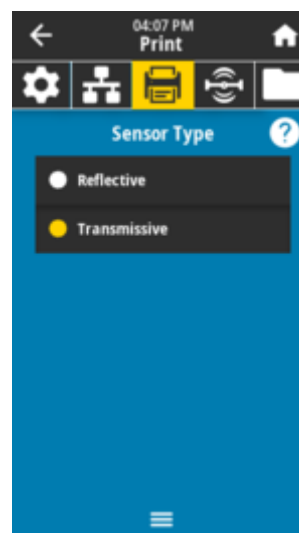 04:07 PM
Print
Sensor Type
?
Reflective
Transmissive